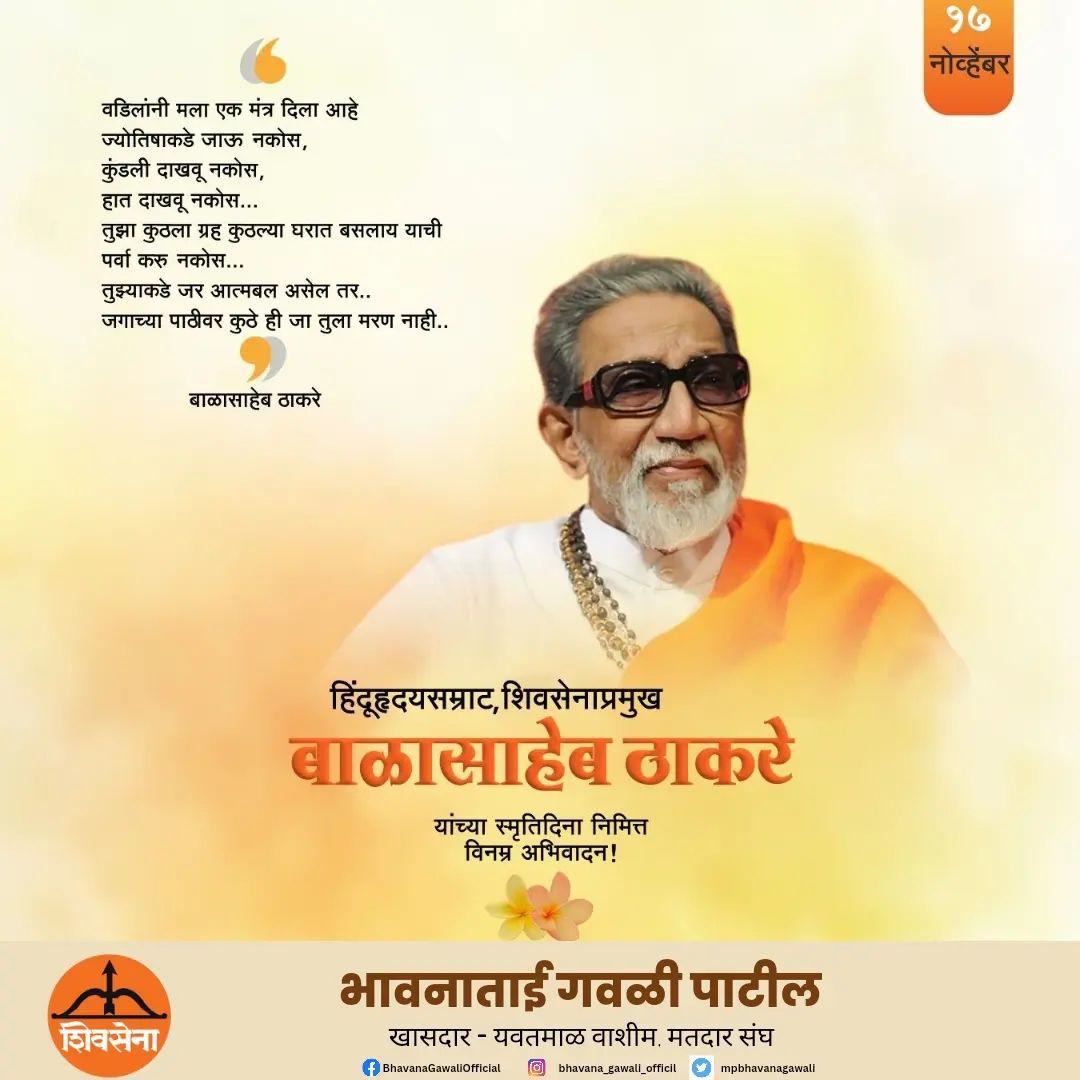 १७
नोव्हेंबर
वडिलांनी मला एक मंत्र दिला आहे
ज्योतिषाकडे जाऊ नकोस,
कुंडली दाखवू नकोस,
हात दाखवू नकोस...
तुझा कुठला ग्रह कुठल्या घरात बसलाय याची
पर्वा करु नकोस...
तुझ्याकडे जर आत्मबल असेल तर..
जगाच्या पाठीवर कुठे ही जा तुला मरण नाही..
बाळासाहेब ठाकरे
हिंदूहृदयसम्राट,शिवसेनाप्रमुख
बाळासाहेब ठाकरे
यांच्या स्मृतिदिना निमित्त
विनम्र अभिवादन!
शिवसेना
भावनाताई गवळी पाटील
खासदार - यवतमाळ वाशीम. मतदार संघ
BhavanaGawaliOfficial bhavana_gawali_officil mpbhavanagawali